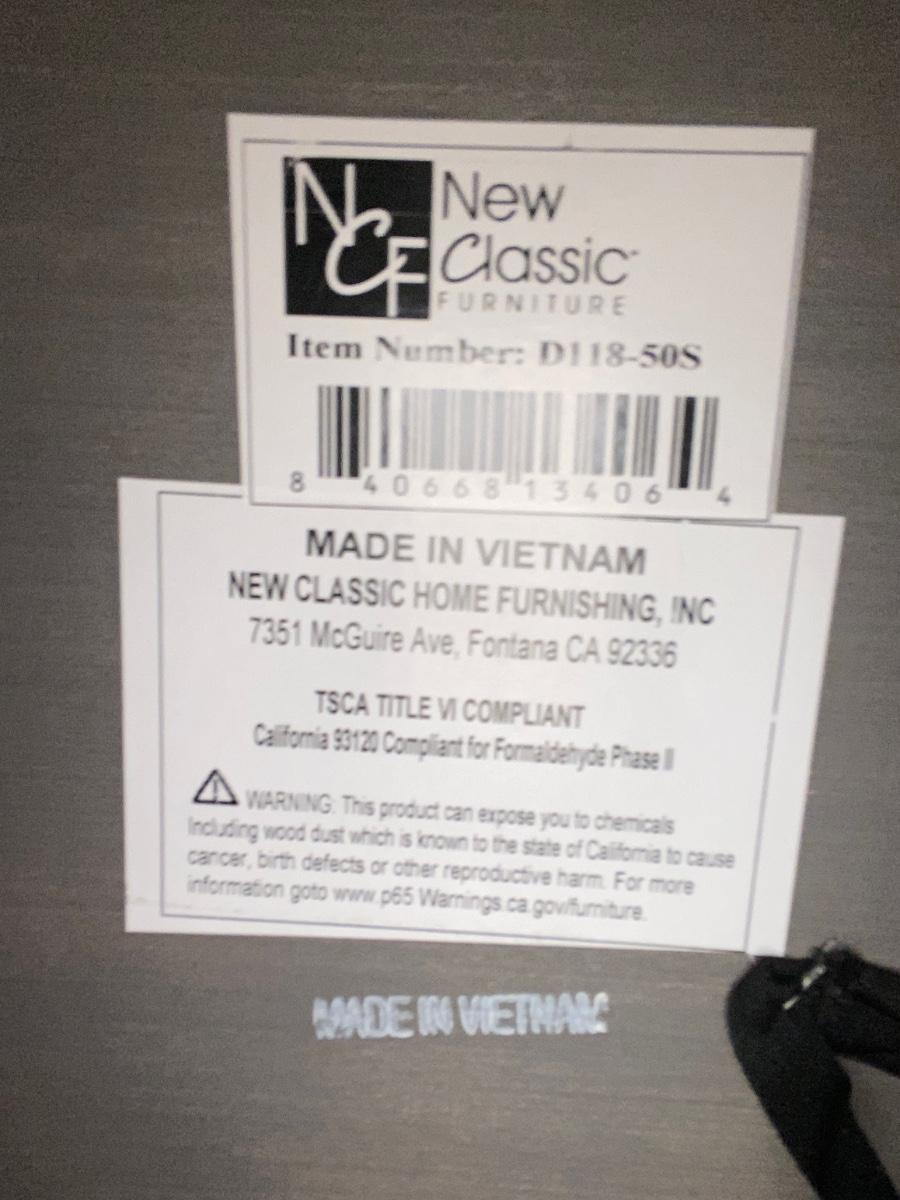 NCF
New
Classic™
FURNITURE
Item Number: D118-50S
8 40668 13406 4
MADE IN VIETNAM
NEW CLASSIC HOME FURNISHING, INC
7351 McGuire Ave, Fontana CA 92336
TSCA TITLE VI COMPLIANT
California 93120 Compliant for Formaldehyde Phase II
WARNING: This product can expose you to chemicals
Including wood dust which is known to the state of California to cause
cancer, birth defects or other reproductive harm. For more
information goto www.p65 Warnings.ca.gov/furniture.
MADE IN VIETNAM